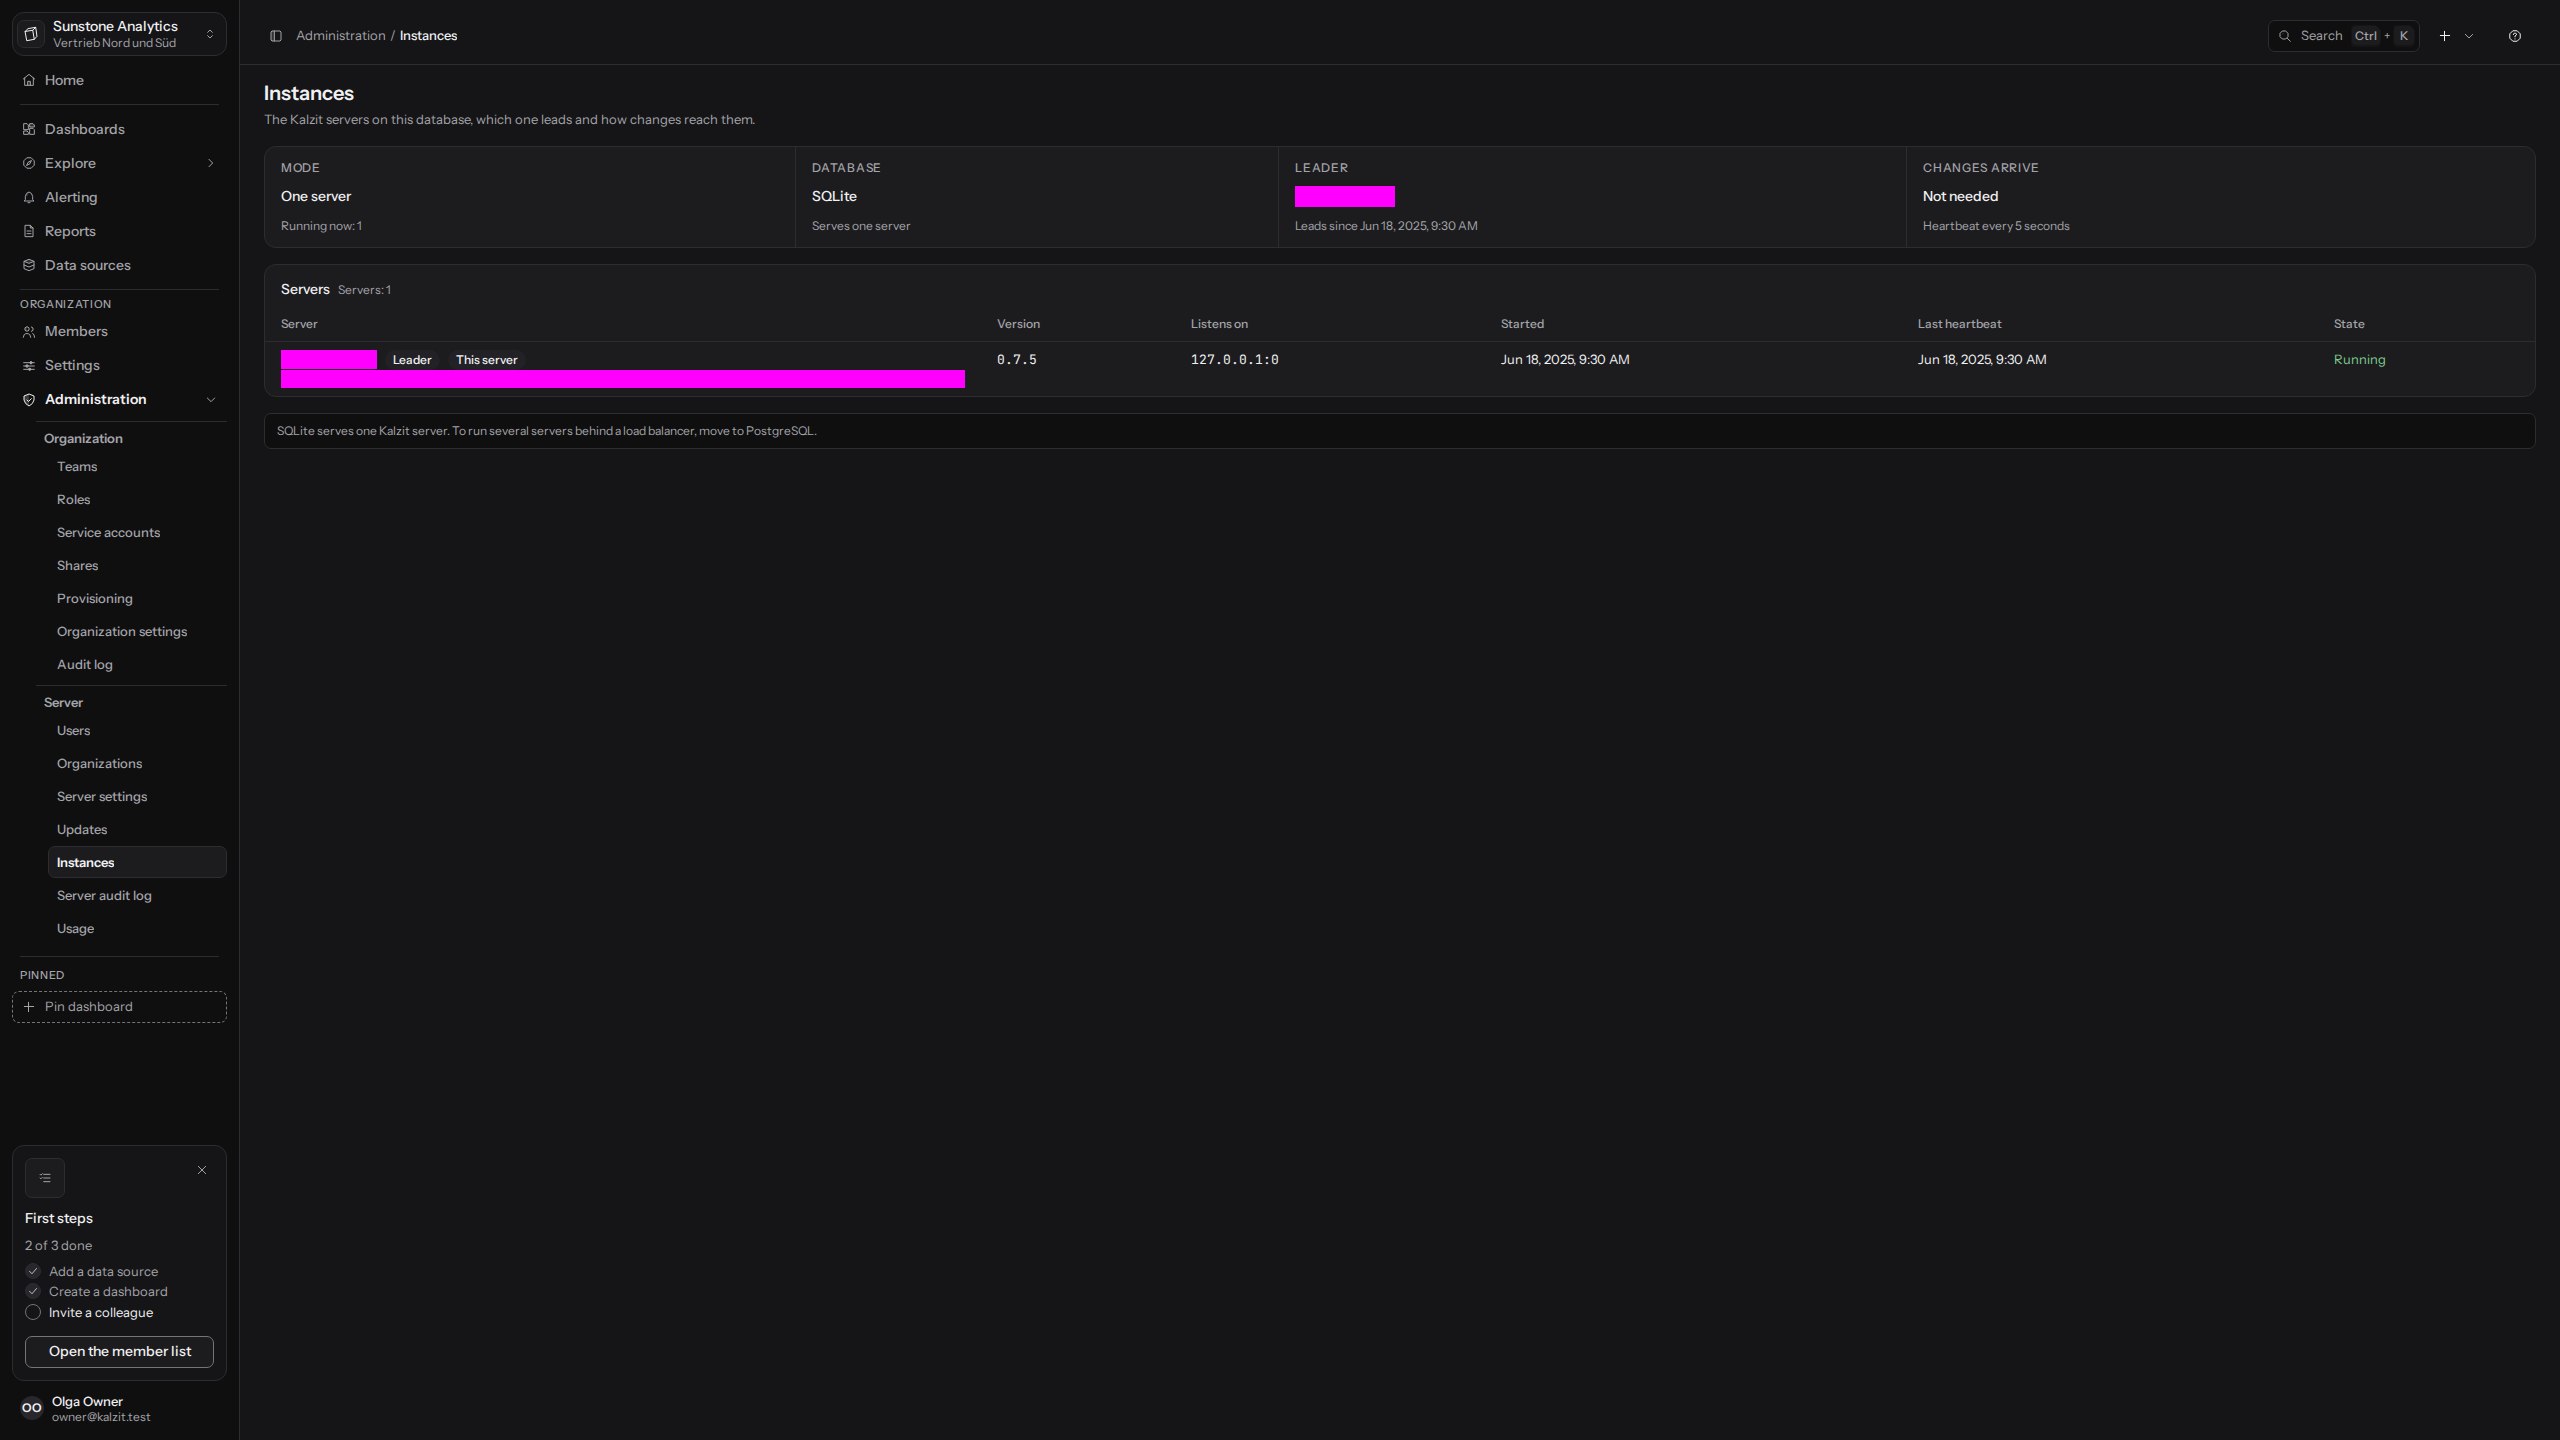 Sunstone Analytics
Vertrieb Nord und Süd
Home
Dashboards
Explore
Alerting
Reports
Data sources
ORGANIZATION
Members
Settings
Administration
Organization
Teams
Roles
Service accounts
Shares
Provisioning
Organization settings
Audit log
Server
Users
Organizations
Server settings
Updates
Instances
Server audit log
Usage
PINNED
Pin dashboard
First steps
2 of 3 done
Add a data source
Create a dashboard
Invite a colleague
Open the member list
OO
Olga Owner
owner@kalzit.test
Administration / Instances
Search Ctrl + K
Instances
The Kalzit servers on this database, which one leads and how changes reach them.
MODE
One server
Running now: 1
DATABASE
SQLite
Serves one server
LEADER
Leads since Jun 18, 2025, 9:30 AM
CHANGES ARRIVE
Not needed
Heartbeat every 5 seconds
Servers Servers: 1
Server Version Listens on Started Last heartbeat State
Leader This server 0.7.5 127.0.0.1:0 Jun 18, 2025, 9:30 AM Jun 18, 2025, 9:30 AM Running
SQLite serves one Kalzit server. To run several servers behind a load balancer, move to PostgreSQL.